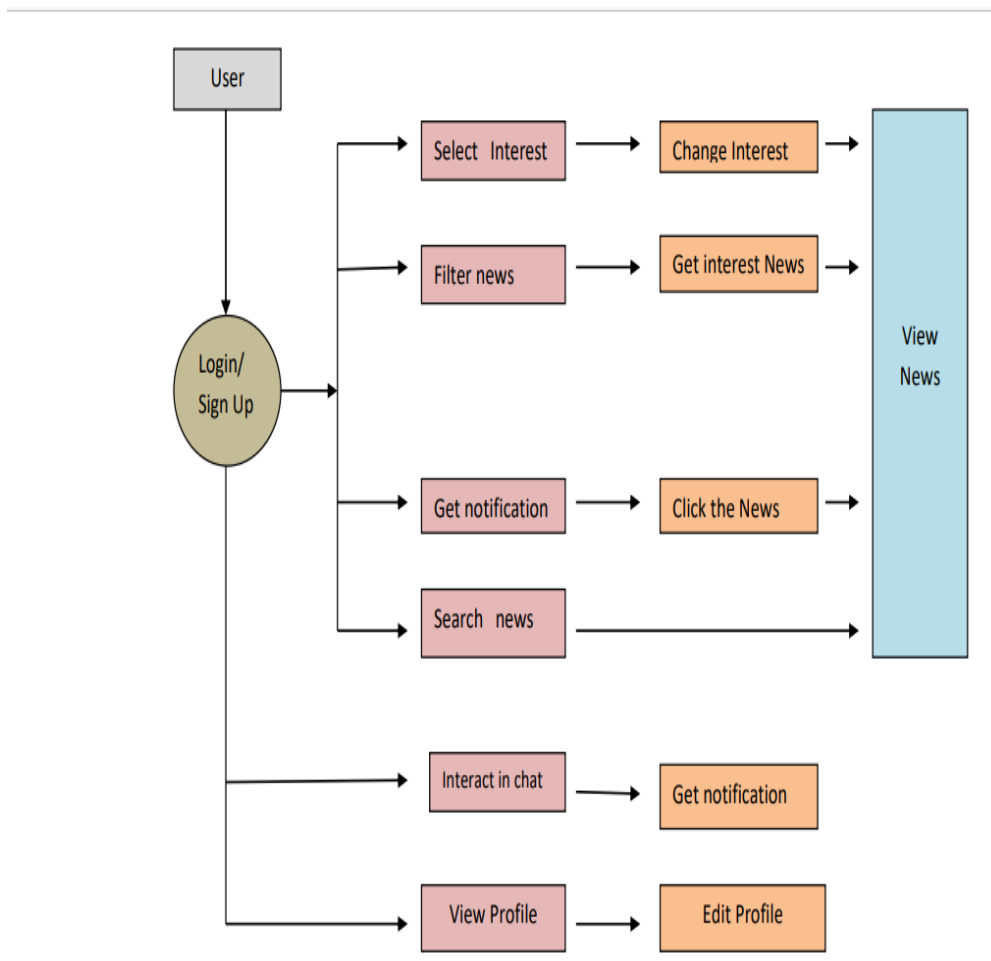 User
Select Interest
Change Interest
Filter news
Get interest News
View
News
Login/
Sign Up
Get notification
Click the News
Search news
Interact in chat
Get notification
View Profile
Edit Profile